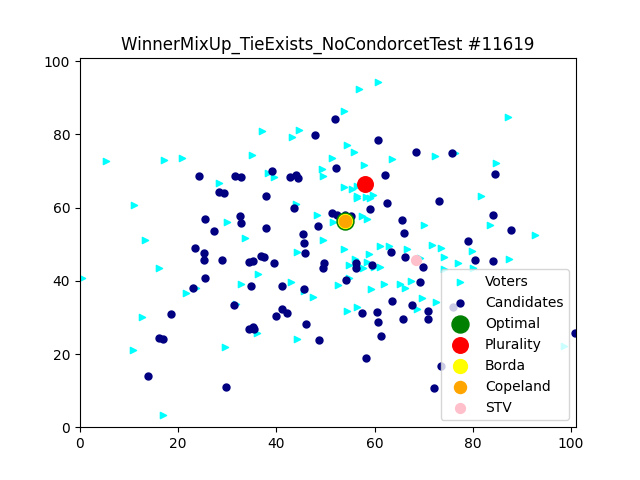 WinnerMixUp_TieExists_NoCondorcetTest #11619
100
80
60
40
20
0
0 20 40 60 80 100
Voters
Candidates
Optimal
Plurality
Borda
Copeland
STV